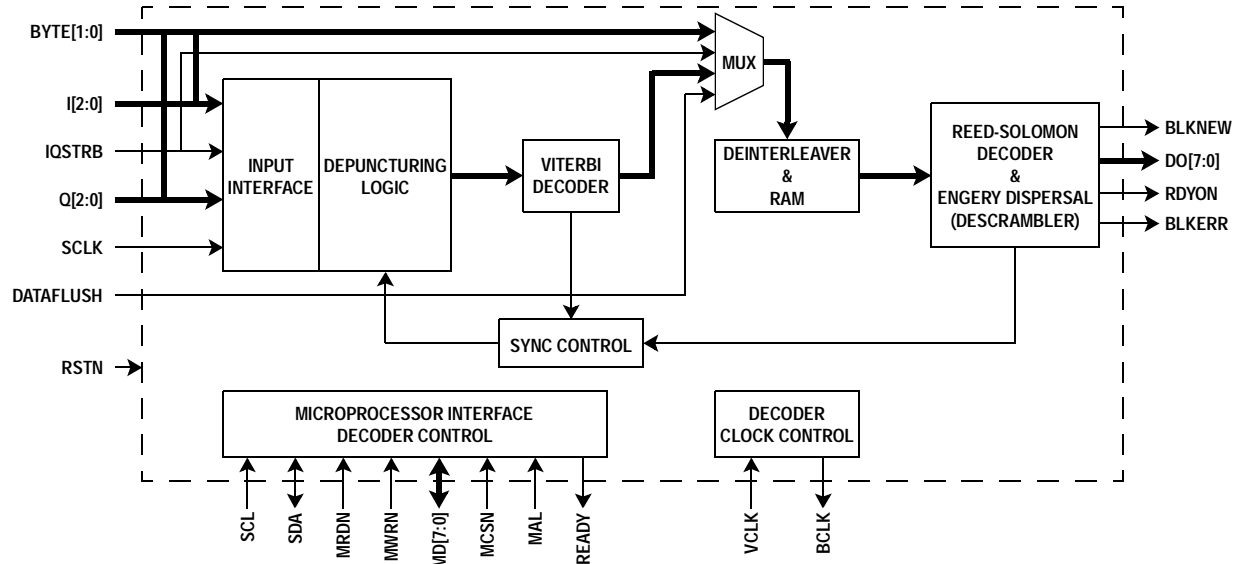 BYTE[1:0]
I[2:0]
IQSTRB
Q[2:0]
SCLK
DATAFLUSH
RSTN
INPUT
INTERFACE
DEPUNCTURING
LOGIC
VITERBI
DECODER
MUX
DEINTERLEAVER
&
RAM
REED-SOLOMON
DECODER
&
ENGERY DISPERSAL
(DESCRAMBLER)
BLKNEW
DO[7:0]
RDYON
BLKERR
SYNC CONTROL
MICROPROCESSOR INTERFACE
DECODER CONTROL
DECODER
CLOCK CONTROL
SCL
SDA
MRDN
MWRN
MD[7:0]
MCSN
MAL
READY
VCLK
BCLK